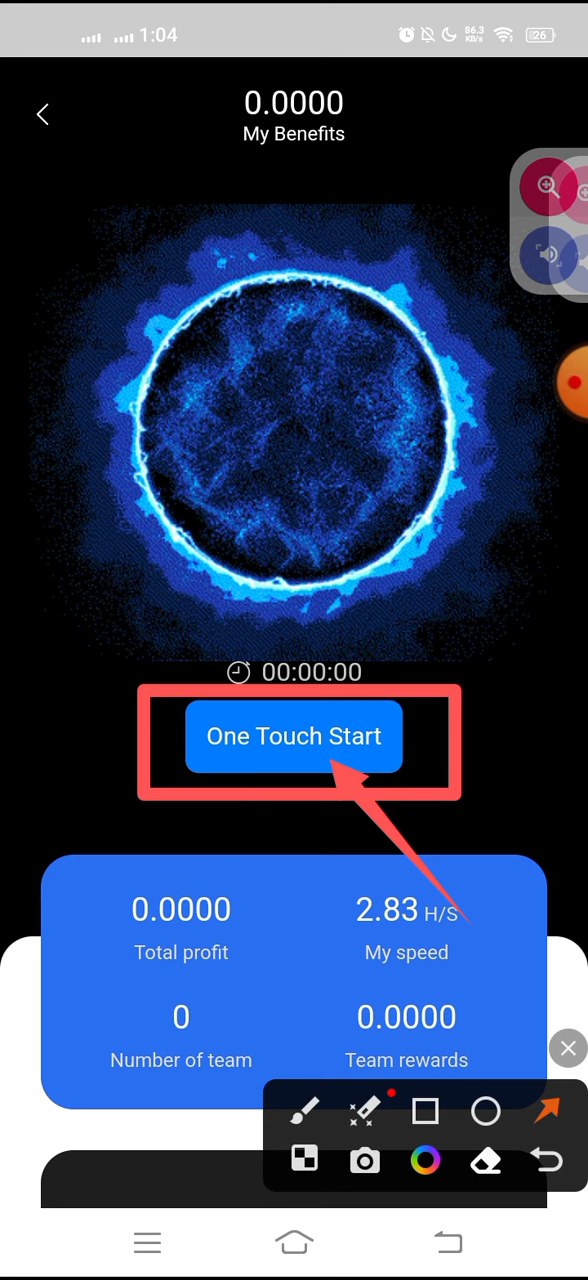 1:04
86.3
KB/s
26
0.0000
My Benefits
00:00:00
One Touch Start
0.0000
2.83 H/S
Total profit
My speed
0
0.0000
Number of team
Team rewards